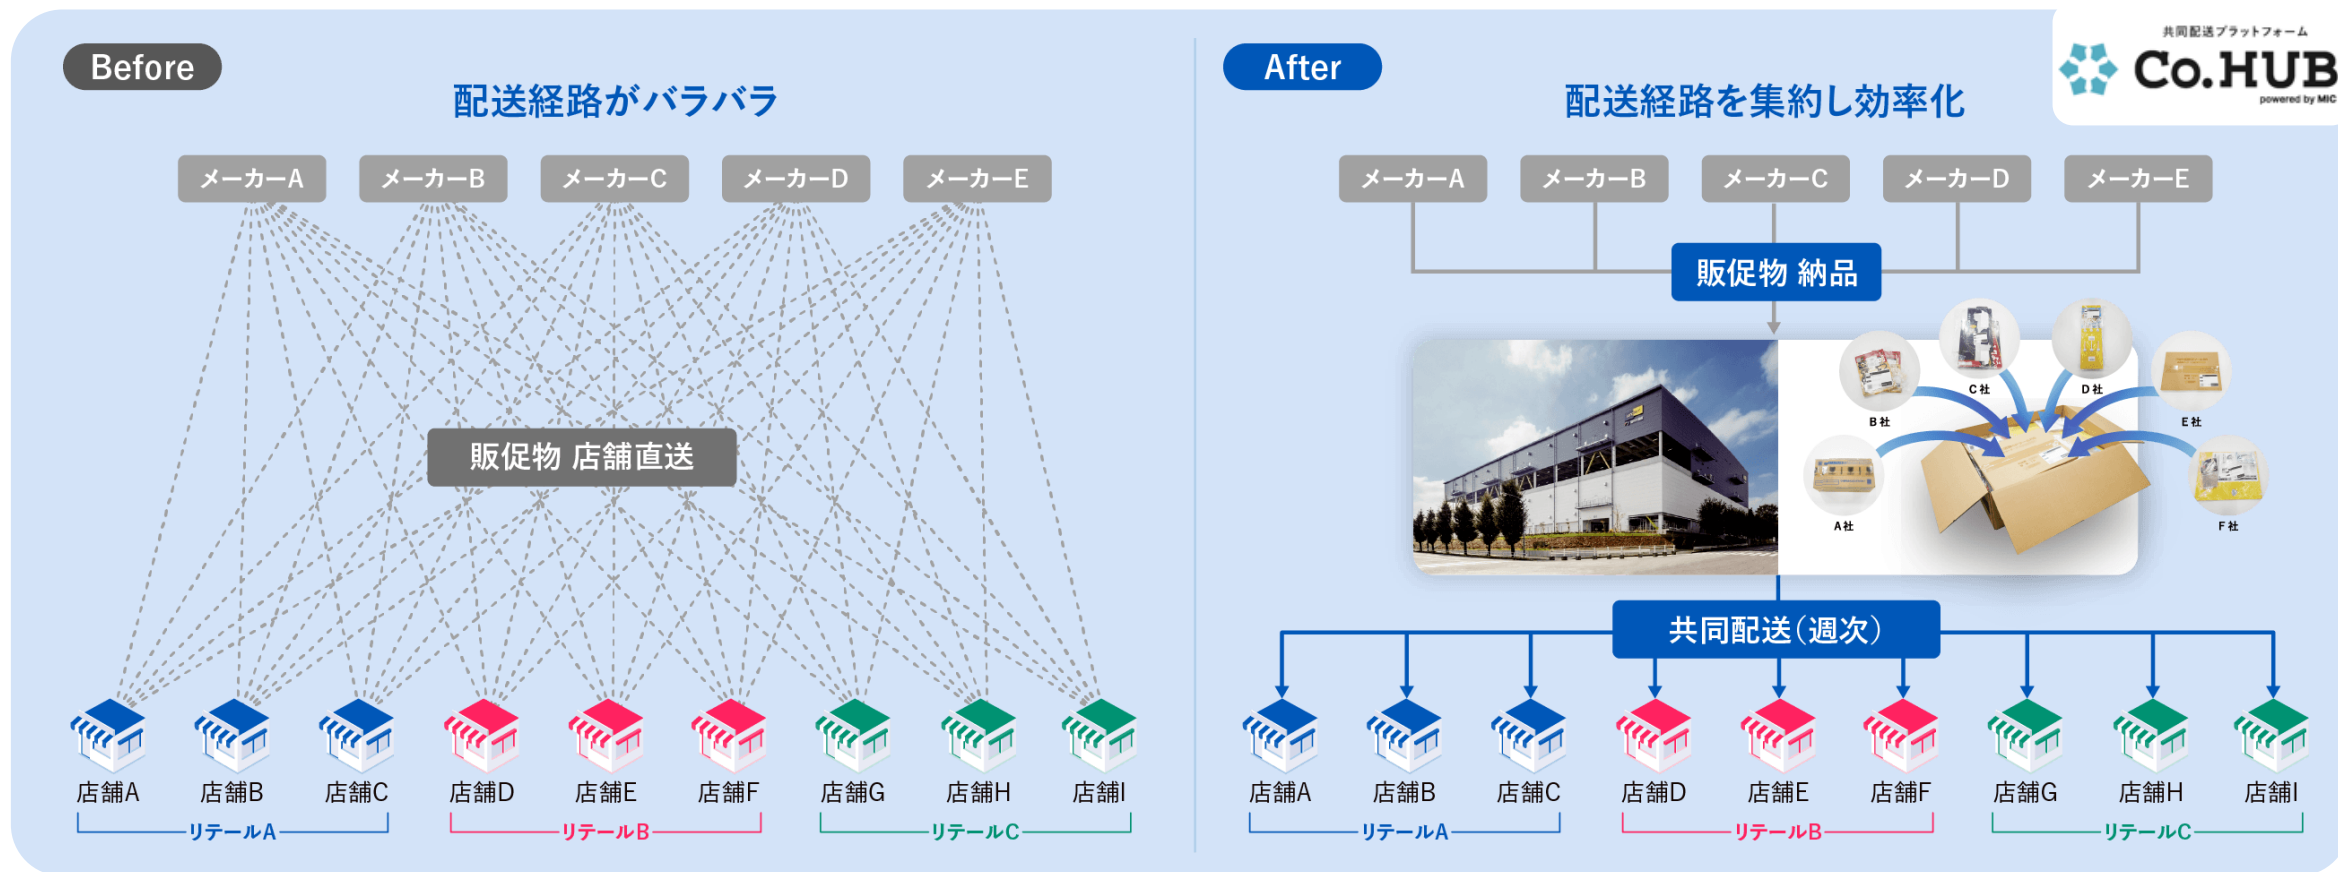 Before
配送経路がバラバラ
メーカーA メーカーB メーカーC メーカーD メーカーE
販促物 店舗直送
店舗A 店舗B 店舗C 店舗D 店舗E 店舗F 店舗G 店舗H 店舗I
リテールA リテールB リテールC
After
配送経路を集約し効率化
共同配送プラットフォーム
Co.HUB
powered by MIC
メーカーA メーカーB メーカーC メーカーD メーカーE
販促物 納品
A社
B社
C社
D社
E社
F社
共同配送(週次)
店舗A 店舗B 店舗C 店舗D 店舗E 店舗F 店舗G 店舗H 店舗I
リテールA リテールB リテールC